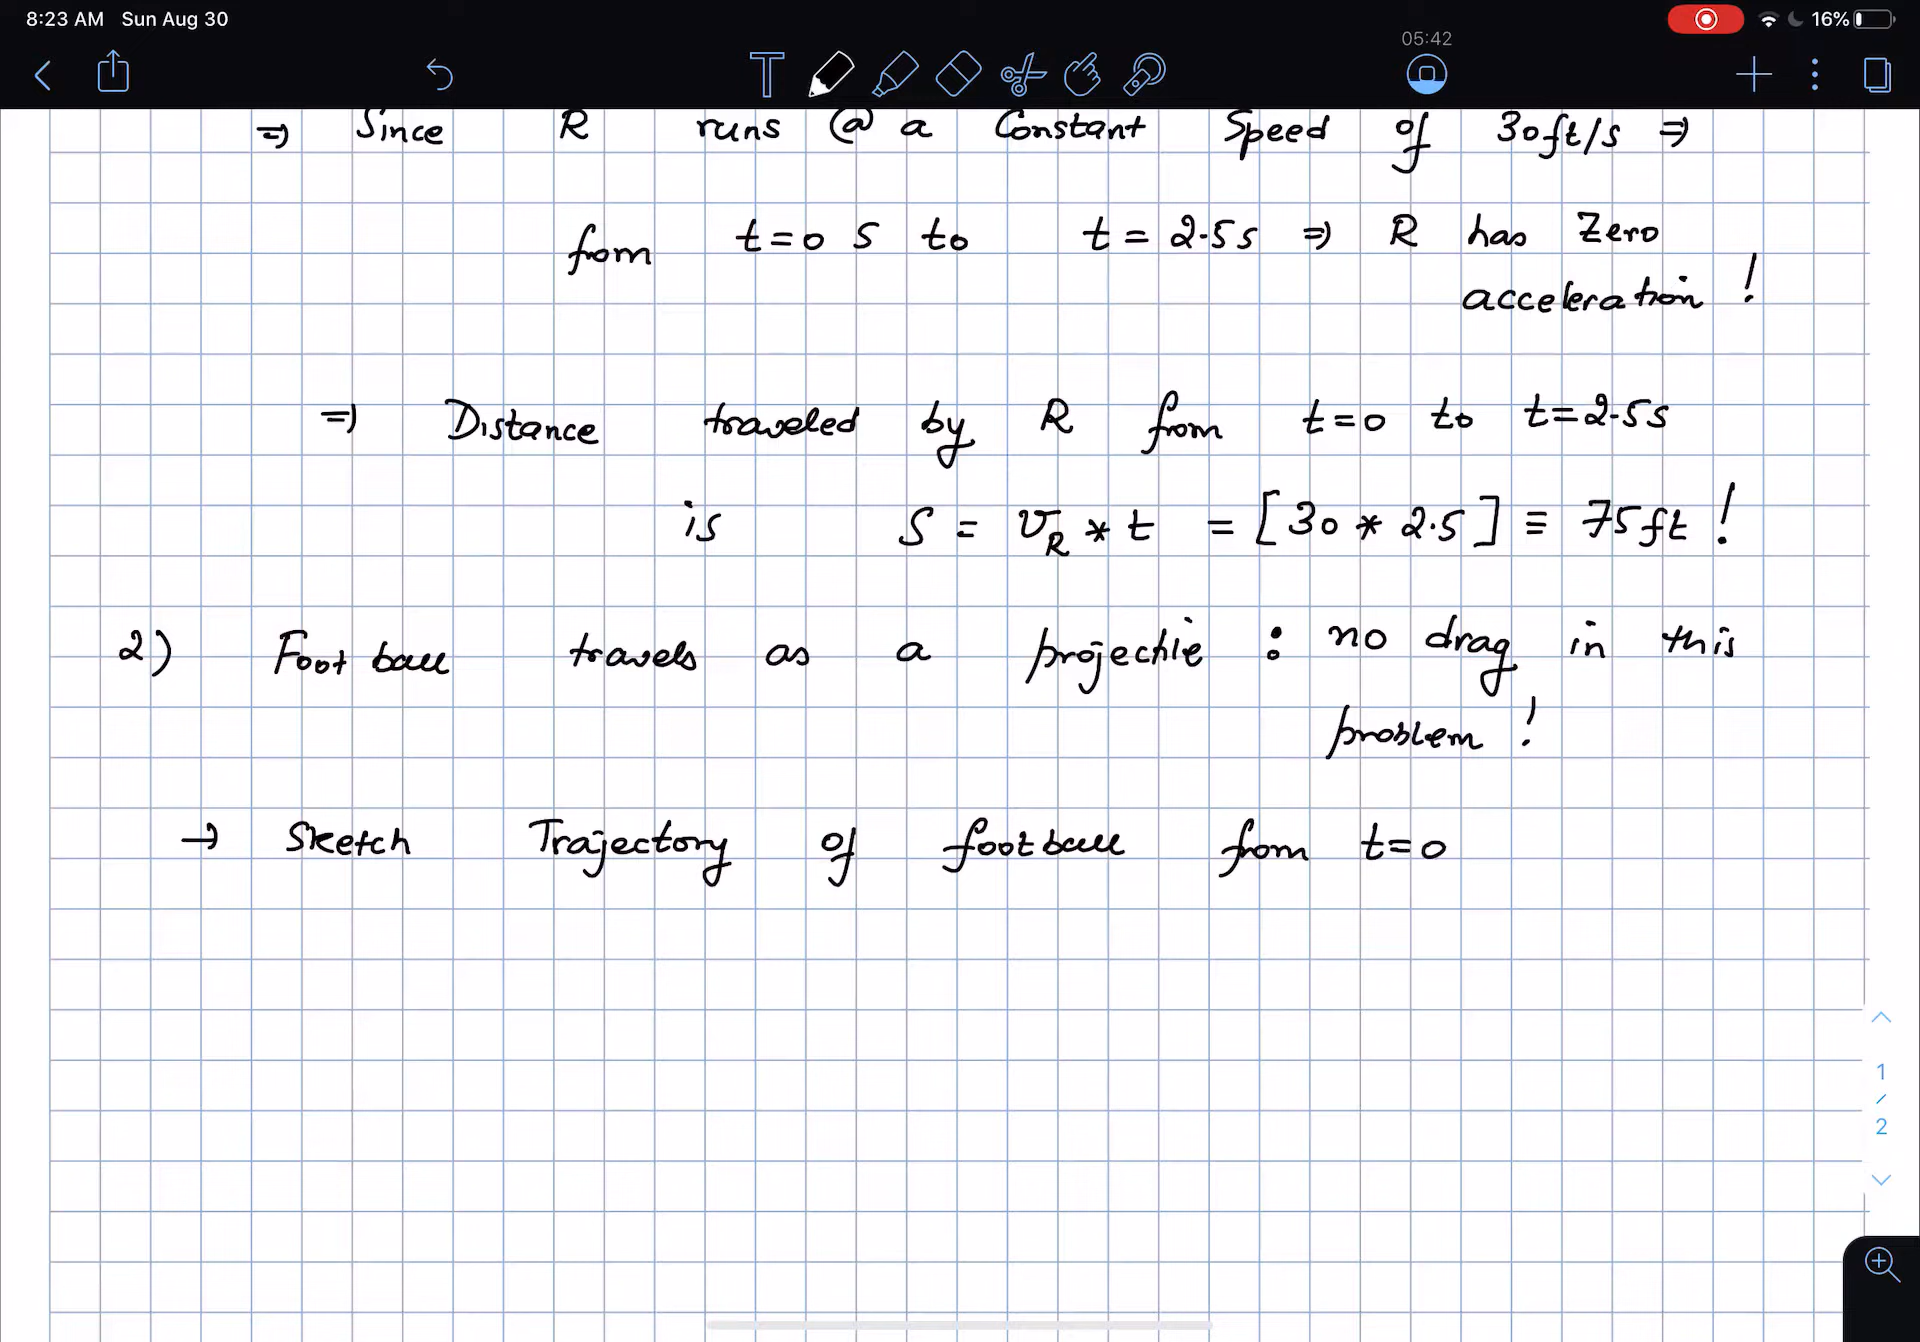 8:23 AM Sun Aug 30
16%
05:42
⇒ Since R runs @ a Constant Speed of 30ft/s ⇒
from t=0 s to t = 2.5s ⇒ R has Zero
acceleration !
⇒ Distance traveled by R from t=0 to t=2.5s
is S = v_R * t = [30 * 2.5] ≡ 75ft !
2) Football travels as a projectile : no drag in this
problem !
→ Sketch Trajectory of football from t=0
1
/
2